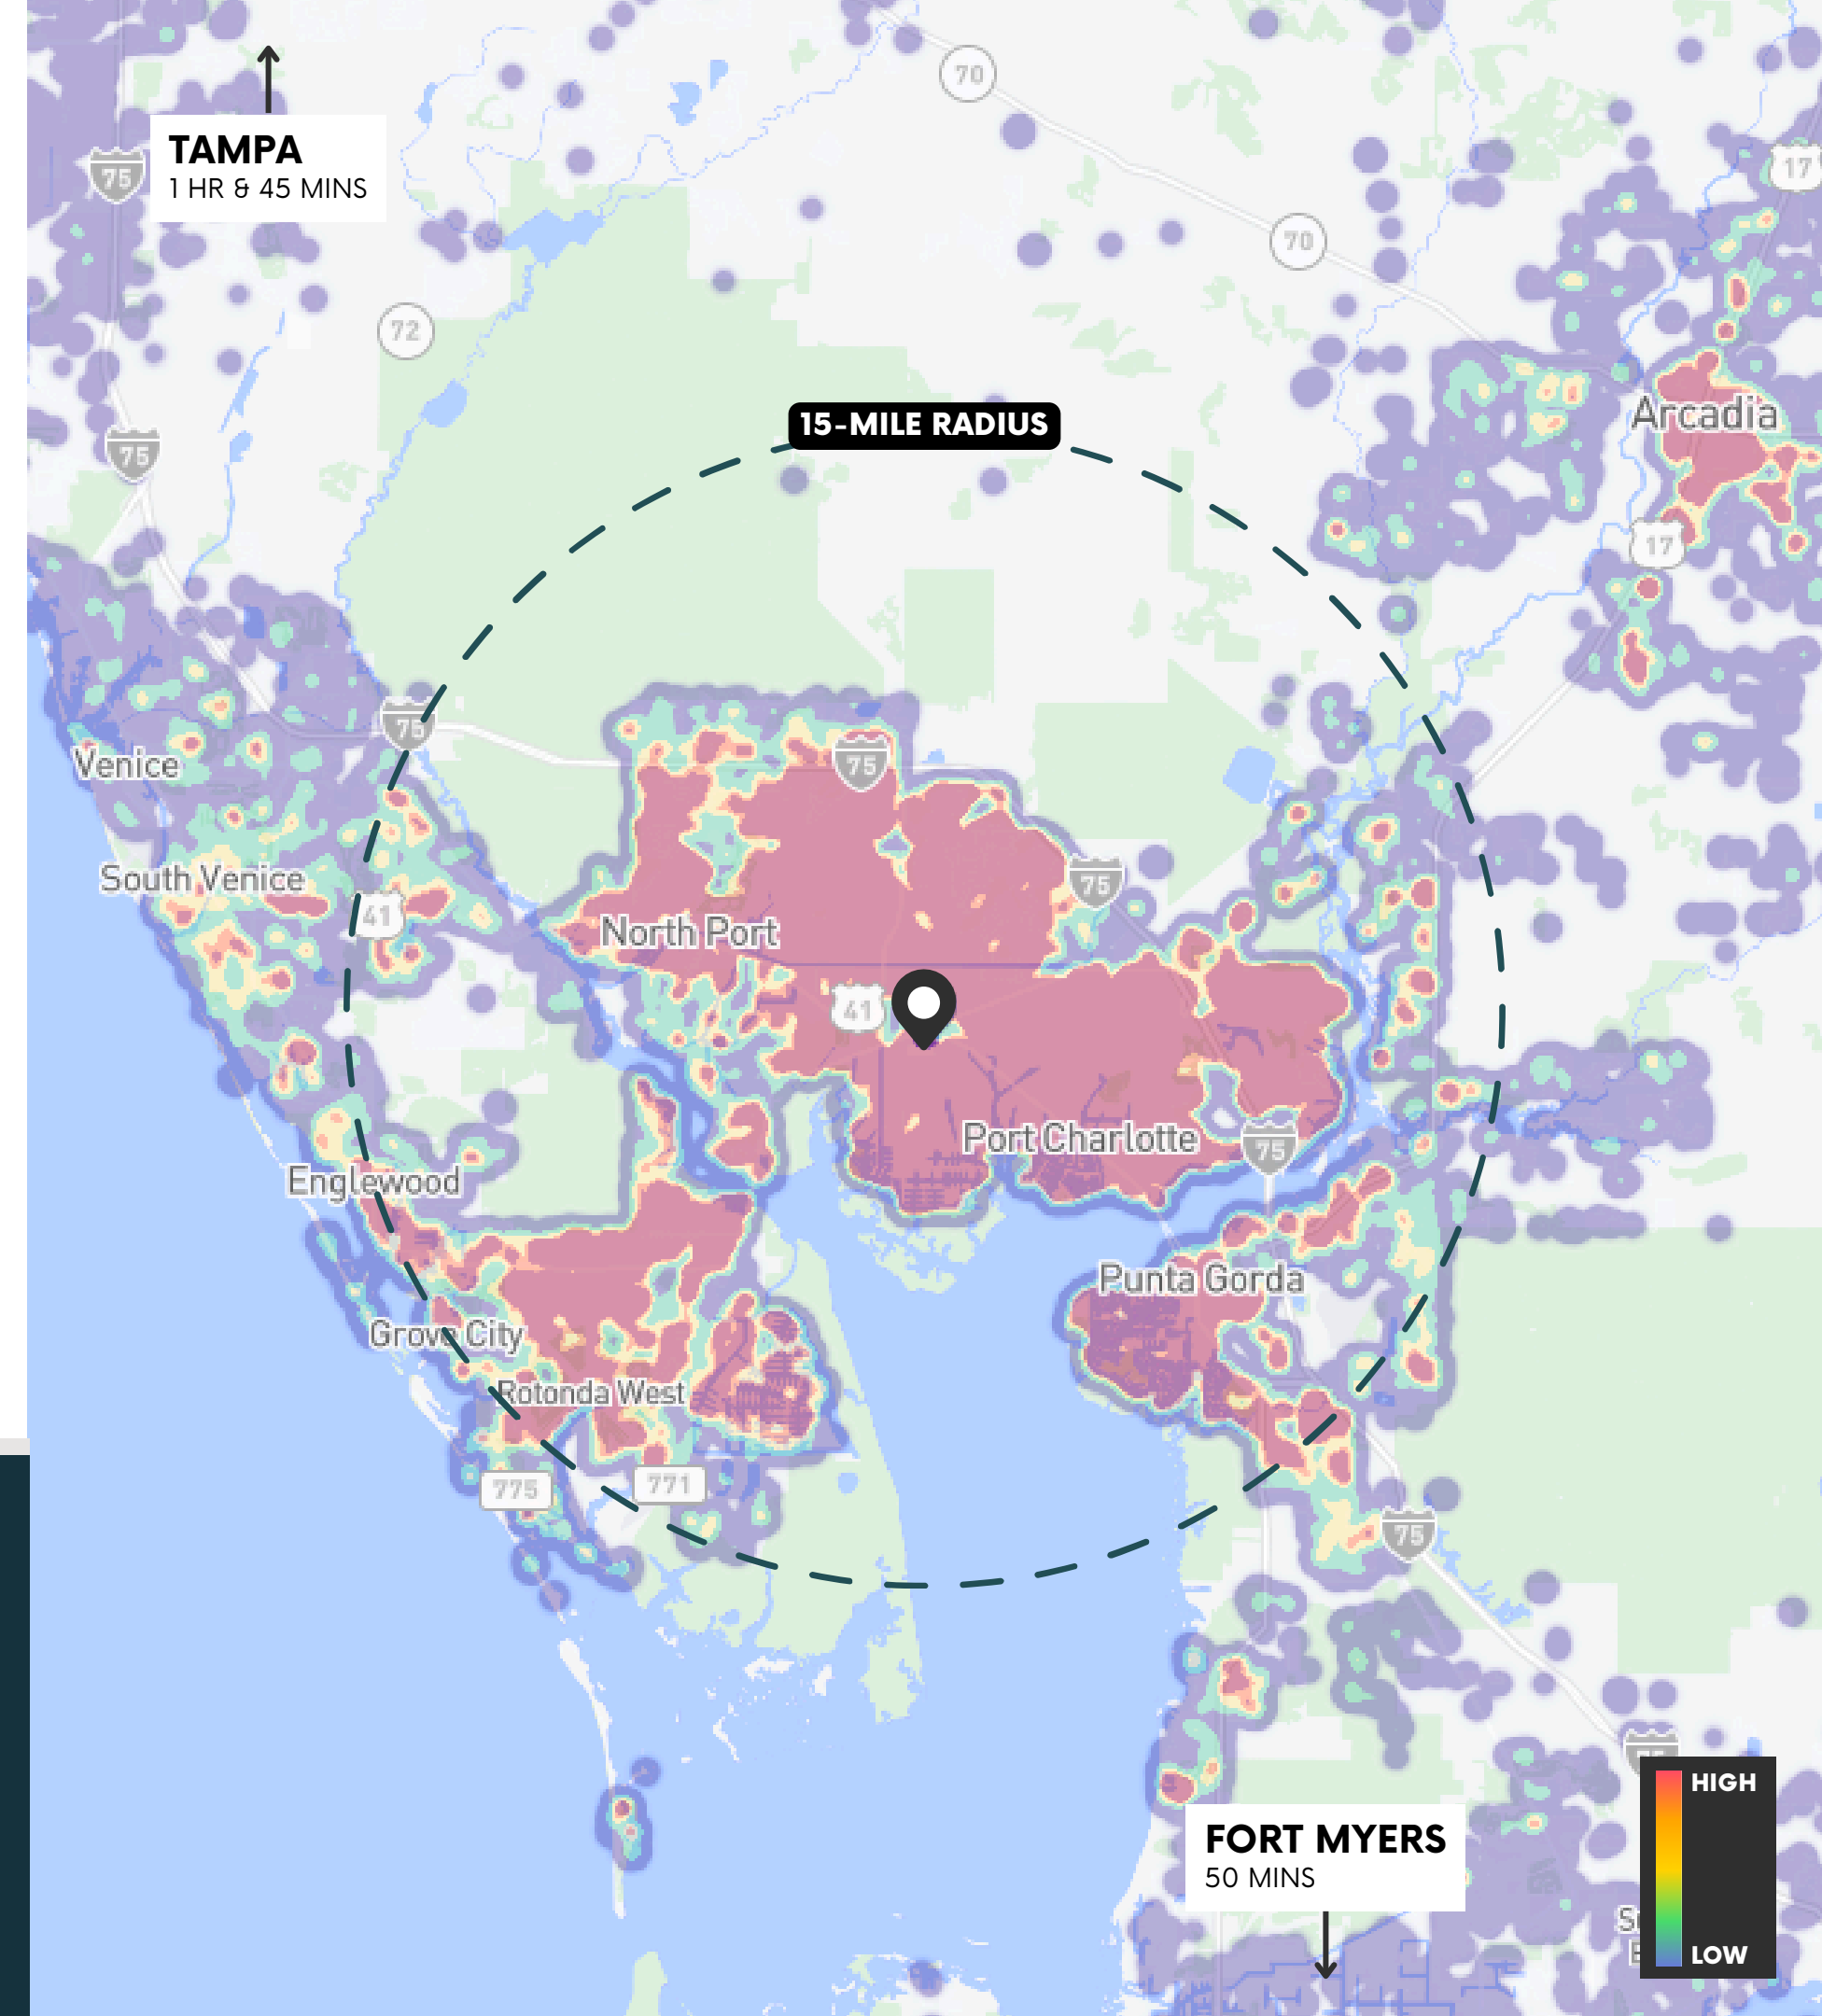 70
TAMPA
1 HR & 45 MINS
75
17
70
72
15-MILE RADIUS
Arcadia
75
17
75
Venice
75
South Venice
75
41
North Port
41
Port Charlotte
75
Englewood
Punta Gorda
Grove City
Rotonda West
775
771
75
HIGH
FORT MYERS
50 MINS
LOW